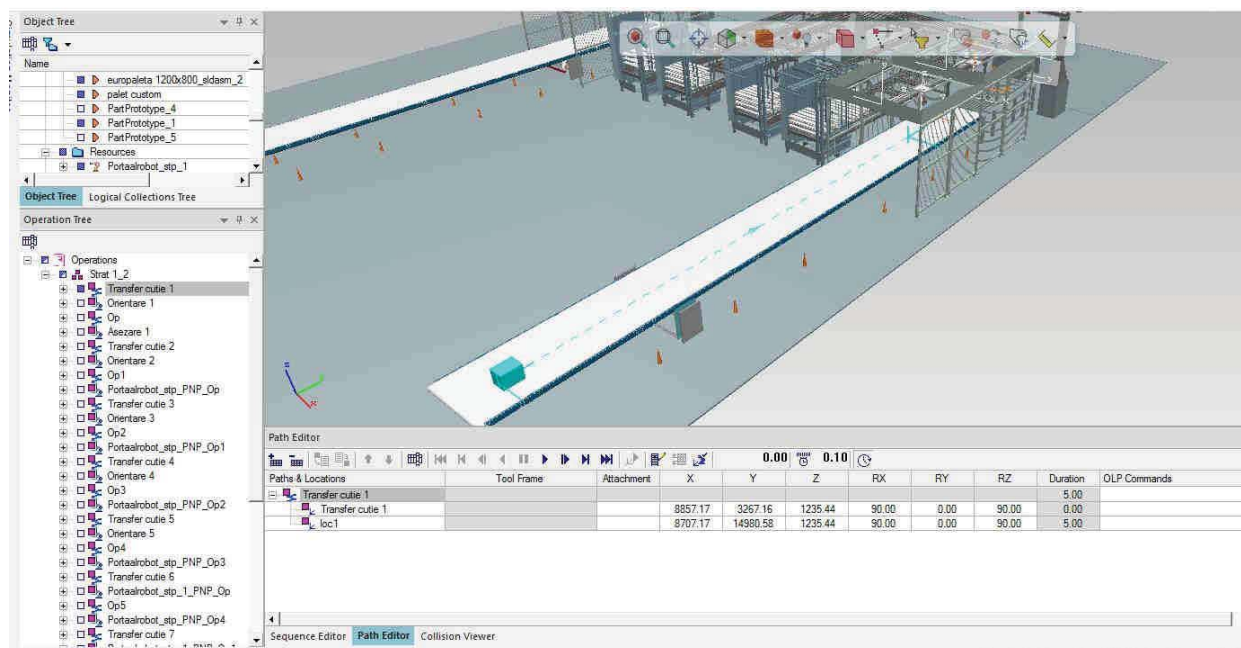 Object Tree
Name
europaleta 1200x800_sldasm_2
palet custom
PartPrototype_4
PartPrototype_1
PartPrototype_5
Resources
Portaalrobot_stp_1
Object Tree Logical Collections Tree
Operation Tree
Operations
Strat 1_2
Transfer cutie 1
Orientare 1
Op
Asezare 1
Transfer cutie 2
Orientare 2
Op1
Portaalrobot_stp_PNP_Op
Transfer cutie 3
Orientare 3
Op2
Portaalrobot_stp_PNP_Op1
Transfer cutie 4
Orientare 4
Op3
Portaalrobot_stp_PNP_Op2
Transfer cutie 5
Orientare 5
Op4
Portaalrobot_stp_PNP_Op3
Transfer cutie 6
Portaalrobot_stp_1_PNP_Op
Op5
Portaalrobot_stp_PNP_Op4
Transfer cutie 7
Path Editor
0.00 0.10
Paths & Locations Tool Frame Attachment X Y Z RX RY RZ Duration OLP Commands
Transfer cutie 1 5.00
Transfer cutie 1 8857.17 3267.16 1235.44 90.00 0.00 90.00 0.00
loc1 8707.17 14980.58 1235.44 90.00 0.00 90.00 5.00
Sequence Editor Path Editor Collision Viewer